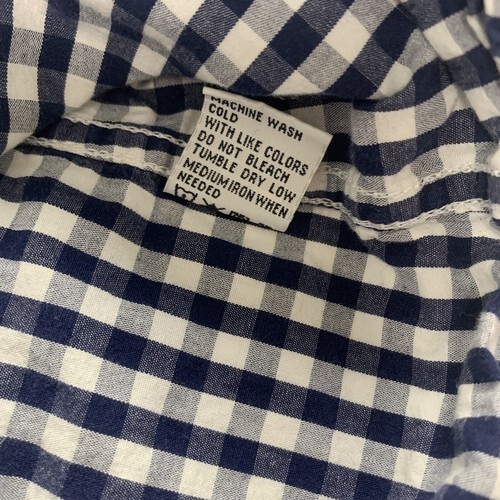 MACHINE WASH
COLD
WITH LIKE COLORS
DO NOT BLEACH
TUMBLE DRY LOW
MEDIUM IRON WHEN
NEEDED